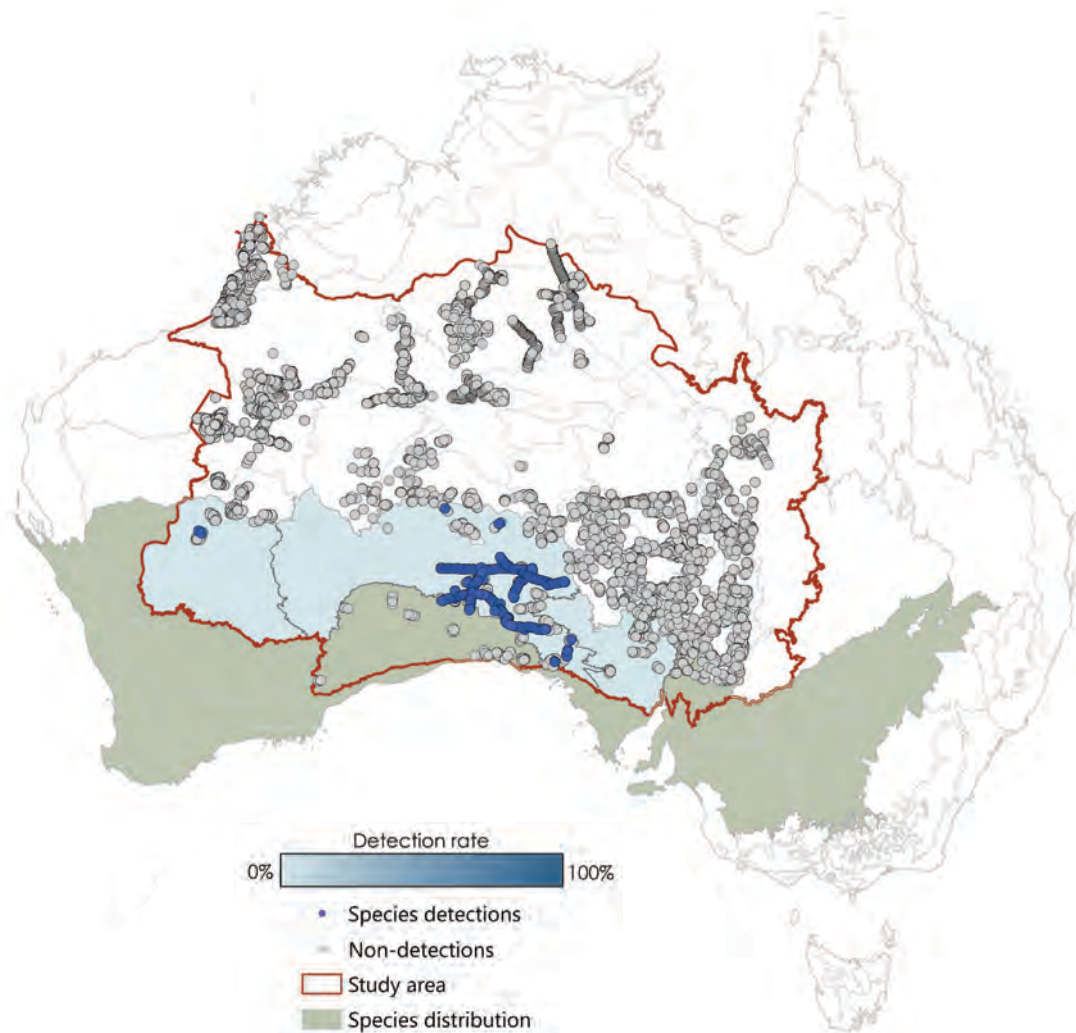 Detection rate
0% 100%
Species detections
Non-detections
Study area
Species distribution